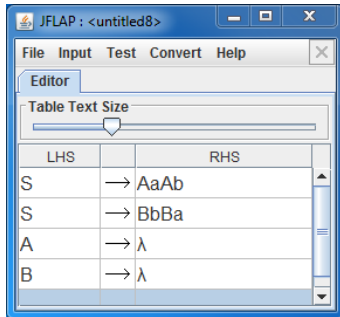 JFLAP : <untitled8>
File Input Test Convert Help
Editor
Table Text Size
LHS RHS
S → AaAb
S → BbBa
A → λ
B → λ